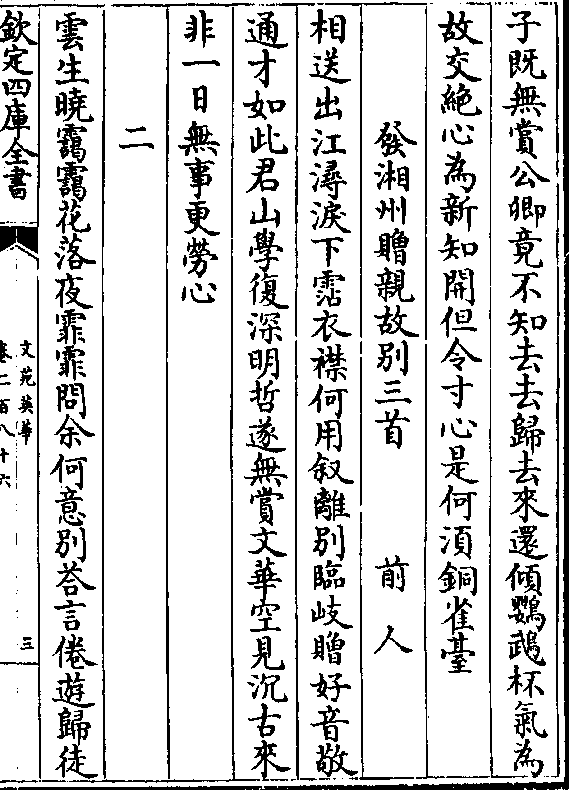 子既無賞公卿竟不知去去歸去來還傾鸚鵡杯氣為
故交絶心為新知開但令寸心是何湏銅雀臺
發湘州贈親故别三首 前人
相送出江潯淚下霑衣襟何用叙離别臨岐贈好音敬
通才如此君山學復深明哲遂無賞文華空見沉古來
非一日無事更勞心
二
雲生曉靄靄花落夜霏霏問余何意别荅言倦遊歸徒
欽定四庫全書
文苑英華
卷二百八十六
三